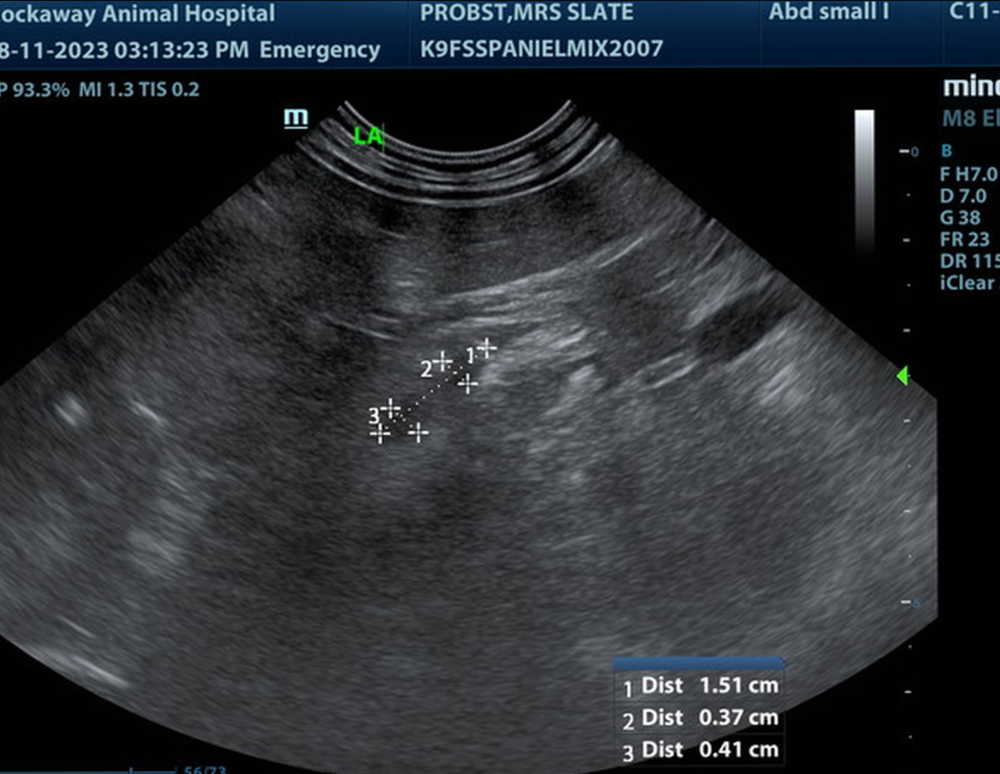 ockaway Animal Hospital
8-11-2023 03:13:23 PM Emergency
PROBST,MRS SLATE
K9FSSPANIELMIX2007
Abd small I
C11-
P 93.3% MI 1.3 TIS 0.2
m
LA
min
M8 El
0
B
F H7.0
D 7.0
G 38
FR 23
DR 115
iClear
1
2
3
5
1 Dist 1.51 cm
2 Dist 0.37 cm
3 Dist 0.41 cm
56/73